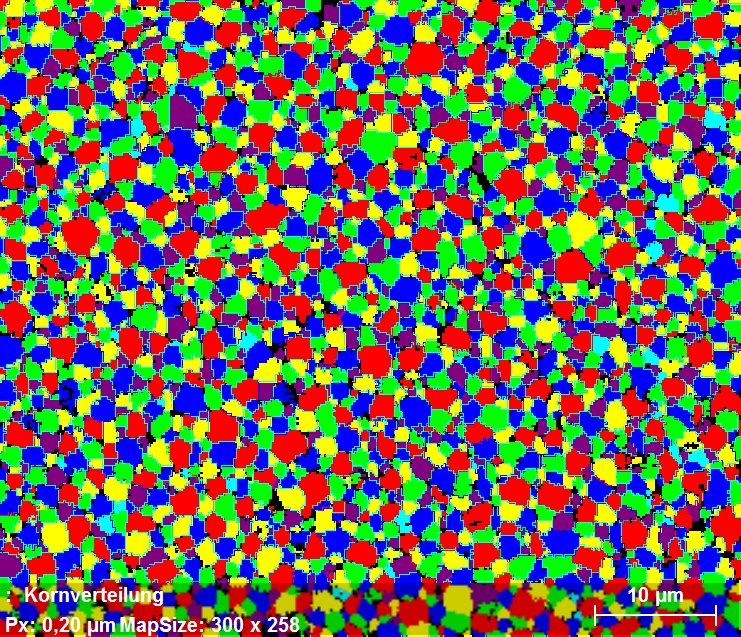 : Kornverteilung
10 µm
Px: 0,20 µm MapSize: 300 x 258